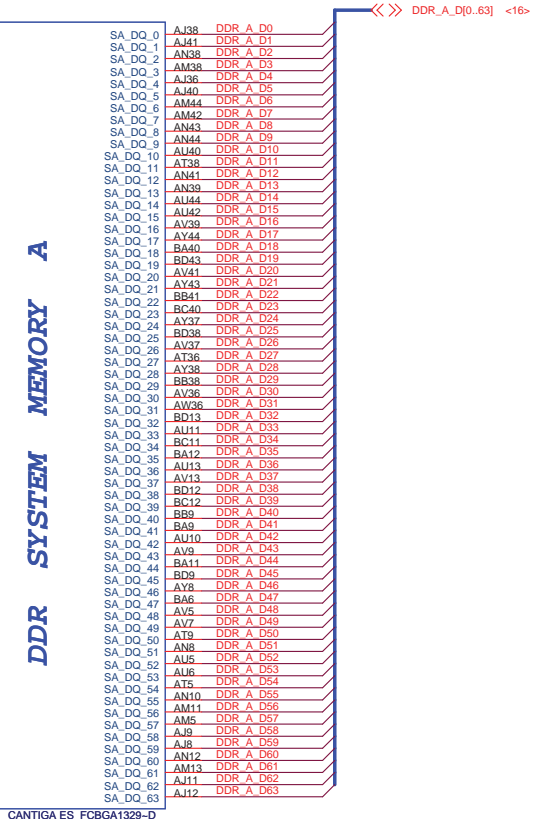 DDR_A_D[0..63] <16>
SA_DQ_0 AJ38 DDR_A_D0
SA_DQ_1 AJ41 DDR_A_D1
SA_DQ_2 AN38 DDR_A_D2
SA_DQ_3 AM38 DDR_A_D3
SA_DQ_4 AJ36 DDR_A_D4
SA_DQ_5 AJ40 DDR_A_D5
SA_DQ_6 AM44 DDR_A_D6
SA_DQ_7 AM42 DDR_A_D7
SA_DQ_8 AN43 DDR_A_D8
SA_DQ_9 AN44 DDR_A_D9
SA_DQ_10 AU40 DDR_A_D10
SA_DQ_11 AT38 DDR_A_D11
SA_DQ_12 AN41 DDR_A_D12
SA_DQ_13 AN39 DDR_A_D13
SA_DQ_14 AU44 DDR_A_D14
SA_DQ_15 AU42 DDR_A_D15
SA_DQ_16 AV39 DDR_A_D16
SA_DQ_17 AY44 DDR_A_D17
SA_DQ_18 BA40 DDR_A_D18
SA_DQ_19 BD43 DDR_A_D19
SA_DQ_20 AV41 DDR_A_D20
SA_DQ_21 AY43 DDR_A_D21
SA_DQ_22 BB41 DDR_A_D22
SA_DQ_23 BC40 DDR_A_D23
SA_DQ_24 AY37 DDR_A_D24
SA_DQ_25 BD38 DDR_A_D25
SA_DQ_26 AV37 DDR_A_D26
SA_DQ_27 AT36 DDR_A_D27
SA_DQ_28 AY38 DDR_A_D28
SA_DQ_29 BB38 DDR_A_D29
SA_DQ_30 AV36 DDR_A_D30
SA_DQ_31 AW36 DDR_A_D31
SA_DQ_32 BD13 DDR_A_D32
SA_DQ_33 AU11 DDR_A_D33
SA_DQ_34 BC11 DDR_A_D34
SA_DQ_35 BA12 DDR_A_D35
SA_DQ_36 AU13 DDR_A_D36
SA_DQ_37 AV13 DDR_A_D37
SA_DQ_38 BD12 DDR_A_D38
SA_DQ_39 BC12 DDR_A_D39
SA_DQ_40 BB9 DDR_A_D40
SA_DQ_41 BA9 DDR_A_D41
SA_DQ_42 AU10 DDR_A_D42
SA_DQ_43 AV9 DDR_A_D43
SA_DQ_44 BA11 DDR_A_D44
SA_DQ_45 BD9 DDR_A_D45
SA_DQ_46 AY8 DDR_A_D46
SA_DQ_47 BA6 DDR_A_D47
SA_DQ_48 AV5 DDR_A_D48
SA_DQ_49 AV7 DDR_A_D49
SA_DQ_50 AT9 DDR_A_D50
SA_DQ_51 AN8 DDR_A_D51
SA_DQ_52 AU5 DDR_A_D52
SA_DQ_53 AU6 DDR_A_D53
SA_DQ_54 AT5 DDR_A_D54
SA_DQ_55 AN10 DDR_A_D55
SA_DQ_56 AM11 DDR_A_D56
SA_DQ_57 AM5 DDR_A_D57
SA_DQ_58 AJ9 DDR_A_D58
SA_DQ_59 AJ8 DDR_A_D59
SA_DQ_60 AN12 DDR_A_D60
SA_DQ_61 AM13 DDR_A_D61
SA_DQ_62 AJ11 DDR_A_D62
SA_DQ_63 AJ12 DDR_A_D63
DDR SYSTEM MEMORY A
CANTIGA ES_FCBGA1329~D